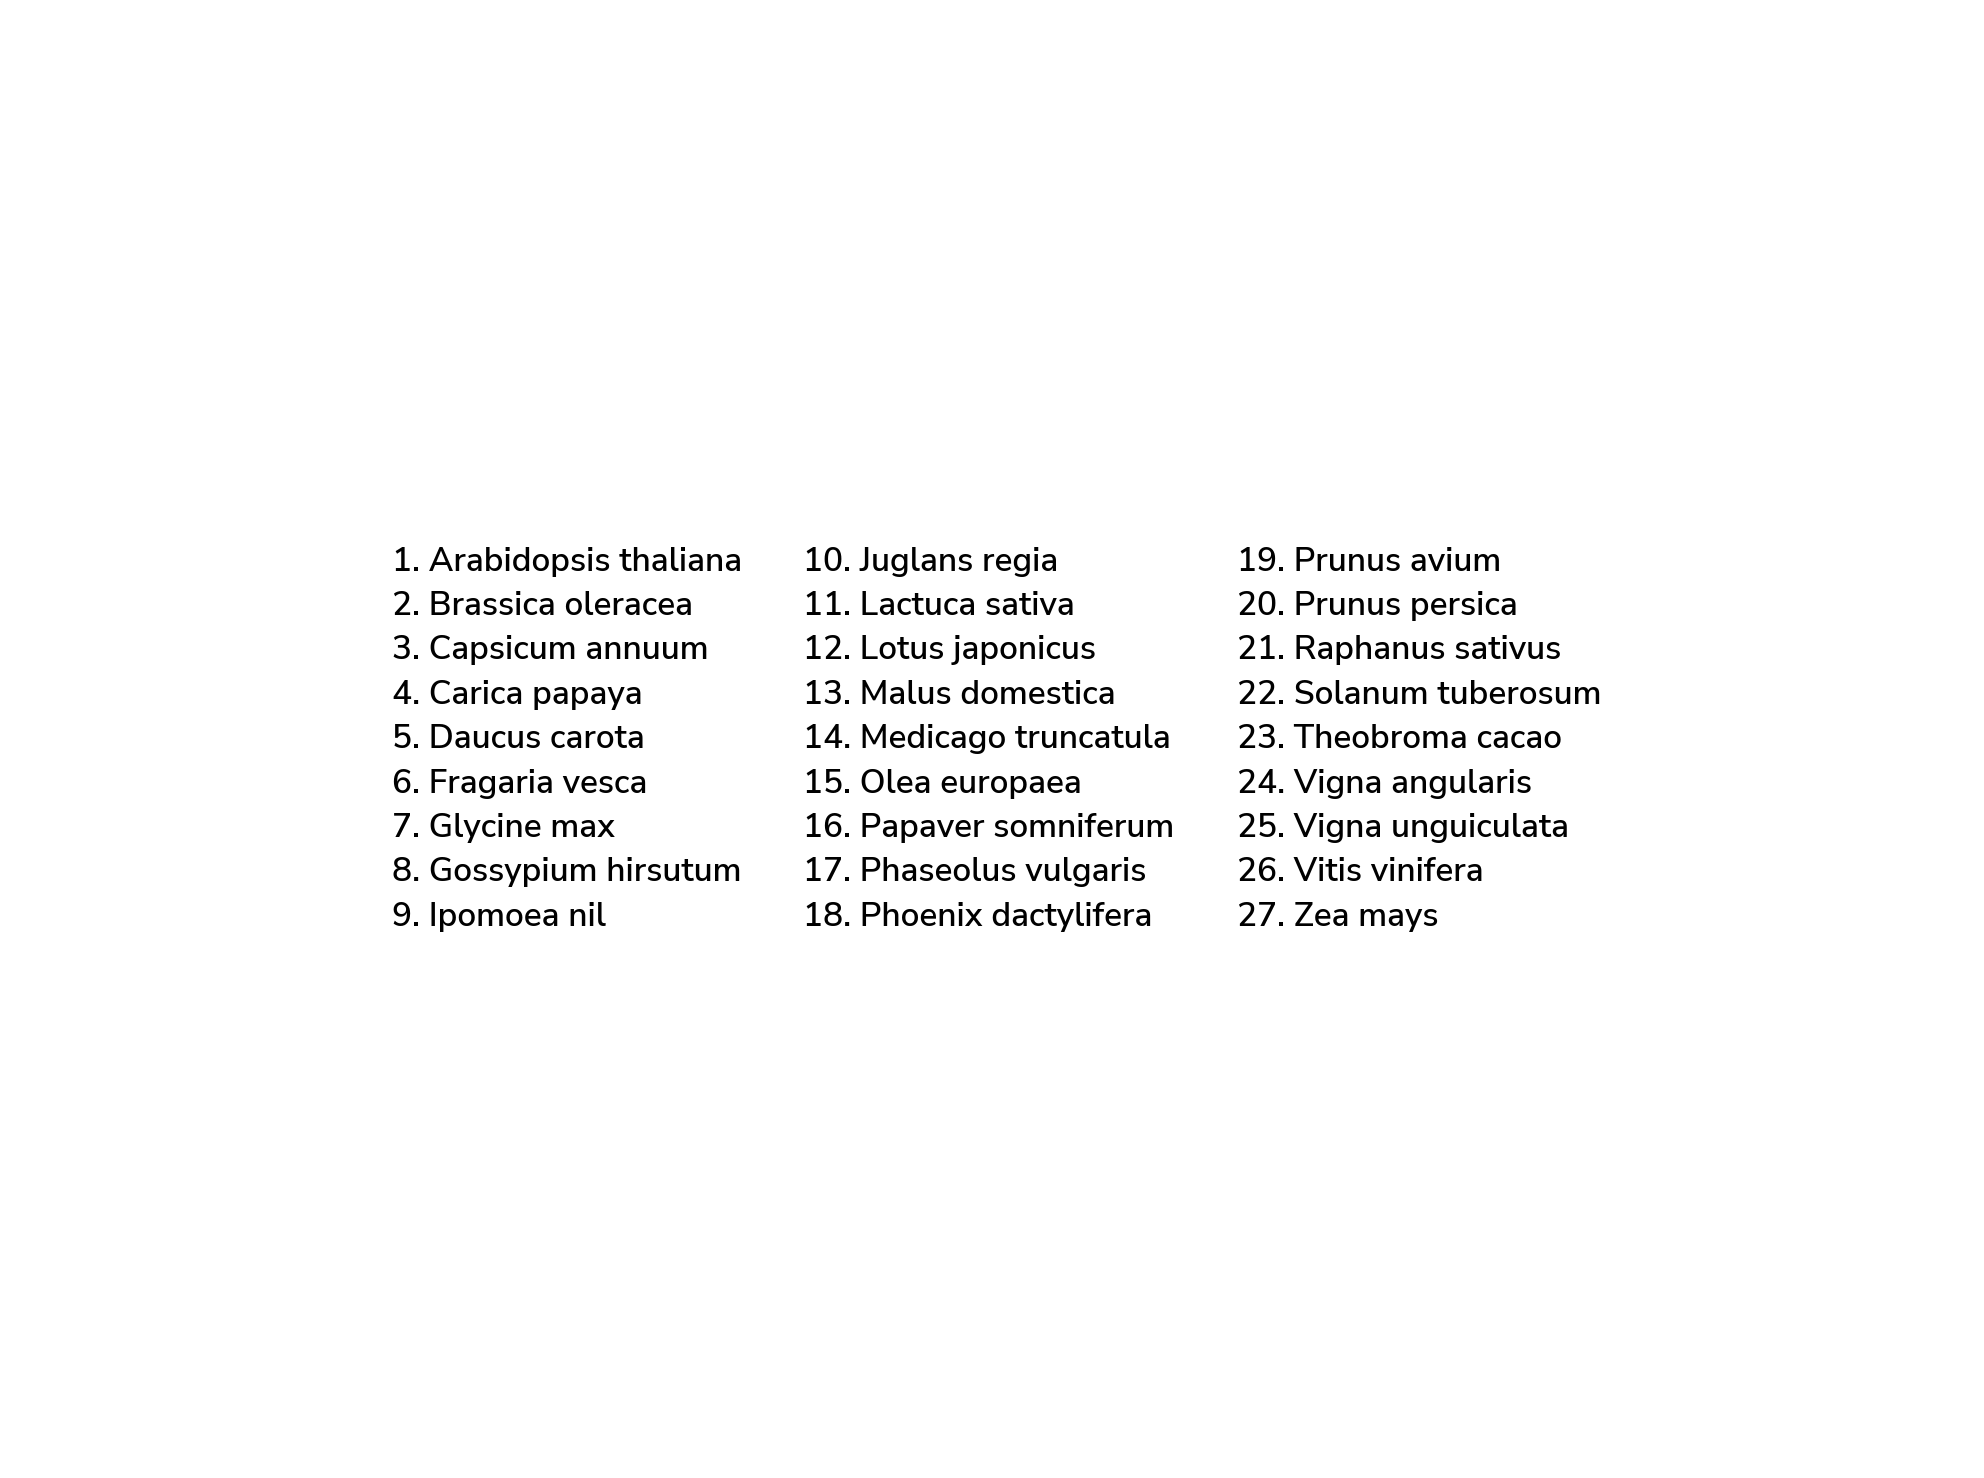 1. Arabidopsis thaliana
2. Brassica oleracea
3. Capsicum annuum
4. Carica papaya
5. Daucus carota
6. Fragaria vesca
7. Glycine max
8. Gossypium hirsutum
9. Ipomoea nil
10. Juglans regia
11. Lactuca sativa
12. Lotus japonicus
13. Malus domestica
14. Medicago truncatula
15. Olea europaea
16. Papaver somniferum
17. Phaseolus vulgaris
18. Phoenix dactylifera
19. Prunus avium
20. Prunus persica
21. Raphanus sativus
22. Solanum tuberosum
23. Theobroma cacao
24. Vigna angularis
25. Vigna unguiculata
26. Vitis vinifera
27. Zea mays